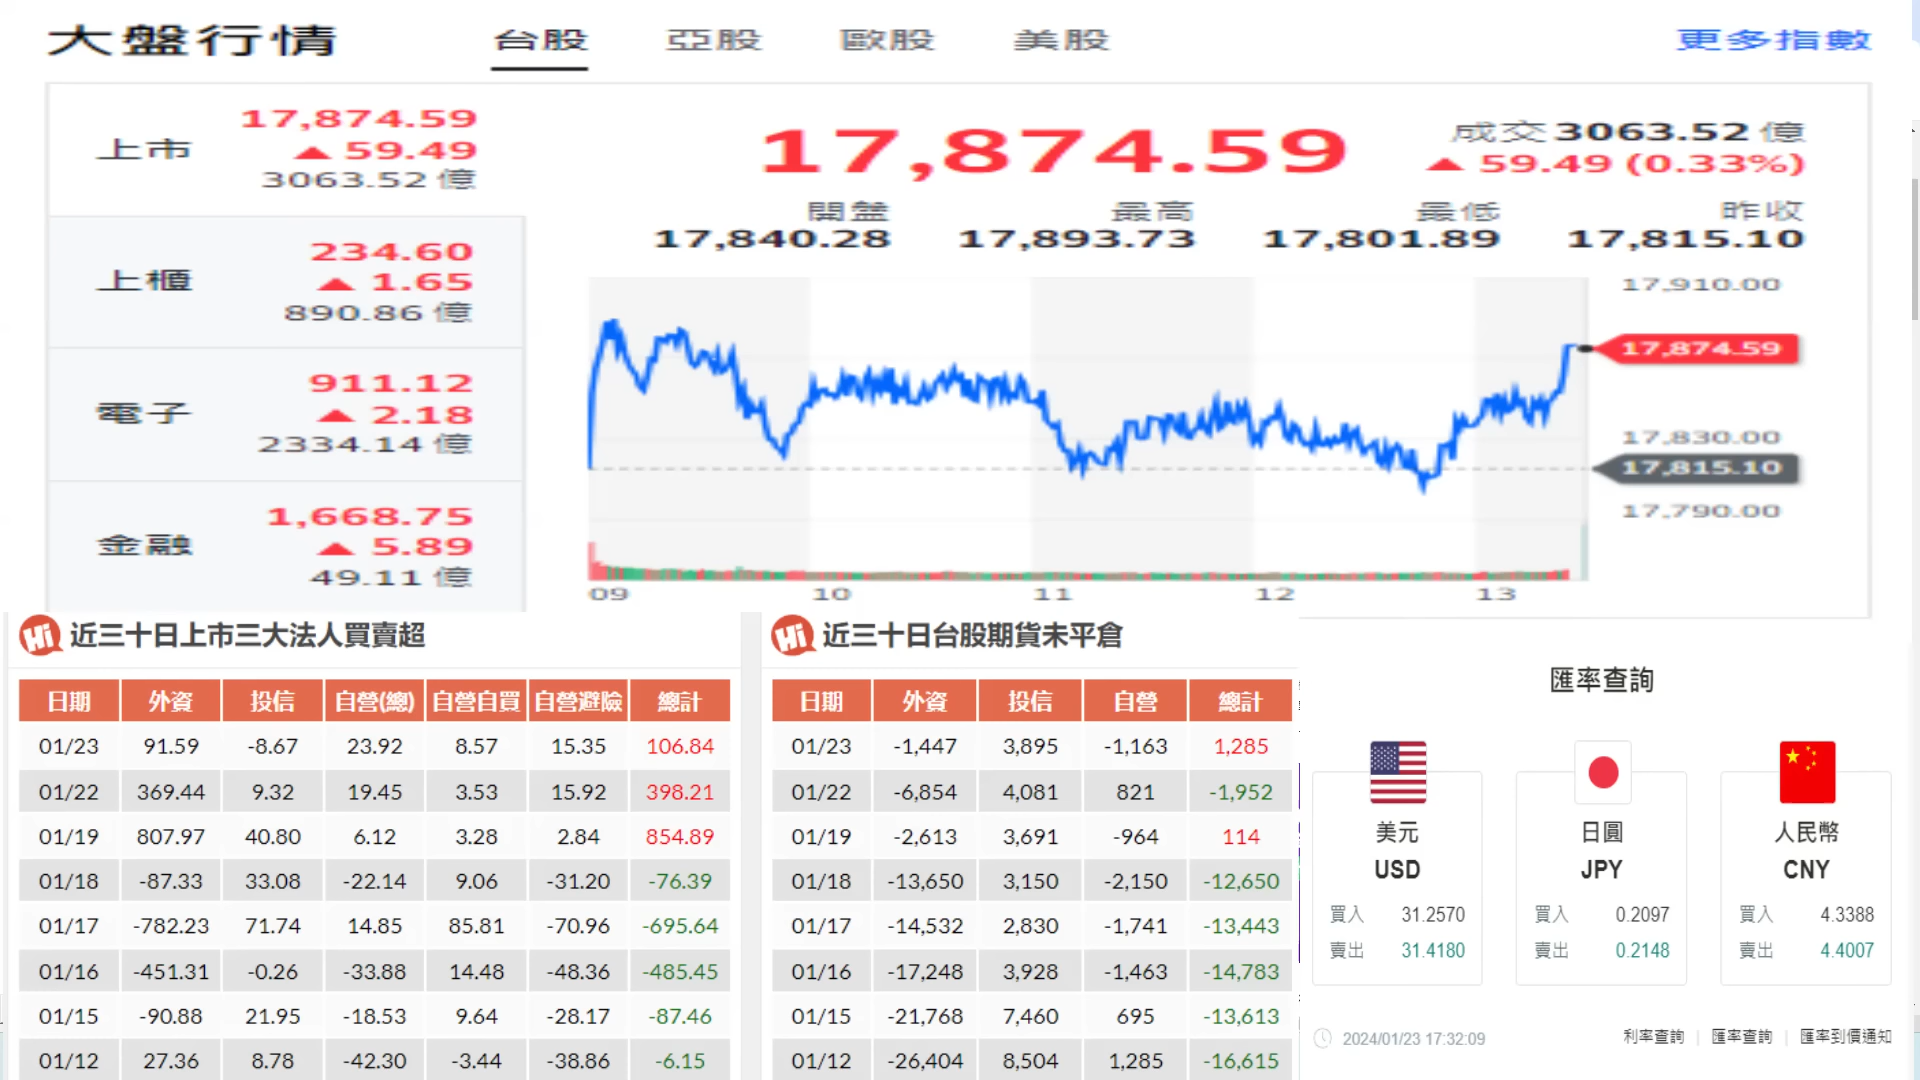 大盤行情 台股 亞股 歐股 美股 更多指數
上市 17,874.59 ▲ 59.49 3063.52 億
上櫃 234.60 ▲ 1.65 890.86 億
電子 911.12 ▲ 2.18 2334.14 億
金融 1,668.75 ▲ 5.89 49.11 億
17,874.59
成交 3063.52 億
▲ 59.49 (0.33%)
開盤 最高 最低 昨收
17,840.28 17,893.73 17,801.89 17,815.10
17,910.00
17,874.59
17,830.00
17,815.10
17,790.00
09 10 11 12 13
Hi 近三十日上市三大法人買賣超
日期 外資 投信 自營(總) 自營自買 自營避險 總計
01/23 91.59 -8.67 23.92 8.57 15.35 106.84
01/22 369.44 9.32 19.45 3.53 15.92 398.21
01/19 807.97 40.80 6.12 3.28 2.84 854.89
01/18 -87.33 33.08 -22.14 9.06 -31.20 -76.39
01/17 -782.23 71.74 14.85 85.81 -70.96 -695.64
01/16 -451.31 -0.26 -33.88 14.48 -48.36 -485.45
01/15 -90.88 21.95 -18.53 9.64 -28.17 -87.46
01/12 27.36 8.78 -42.30 -3.44 -38.86 -6.15
Hi 近三十日台股期貨未平倉
日期 外資 投信 自營 總計
01/23 -1,447 3,895 -1,163 1,285
01/22 -6,854 4,081 821 -1,952
01/19 -2,613 3,691 -964 114
01/18 -13,650 3,150 -2,150 -12,650
01/17 -14,532 2,830 -1,741 -13,443
01/16 -17,248 3,928 -1,463 -14,783
01/15 -21,768 7,460 695 -13,613
01/12 -26,404 8,504 1,285 -16,615
匯率查詢
美元 日圓 人民幣
USD JPY CNY
買入 31.2570 買入 0.2097 買入 4.3388
賣出 31.4180 賣出 0.2148 賣出 4.4007
2024/01/23 17:32:09 利率查詢 | 匯率查詢 | 匯率到價通知